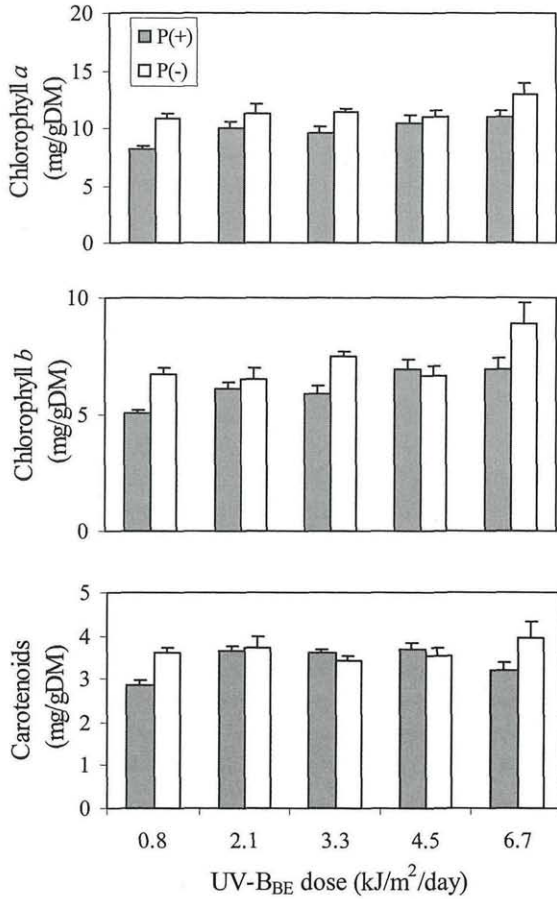 20
15
10
5
0
Chlorophyll a
(mg/gDM)
P(+)
P(-)
10
5
0
Chlorophyll b
(mg/gDM)
5
4
3
2
1
0
Carotenoids
(mg/gDM)
0.8 2.1 3.3 4.5 6.7
UV-B_BE dose (kJ/m²/day)